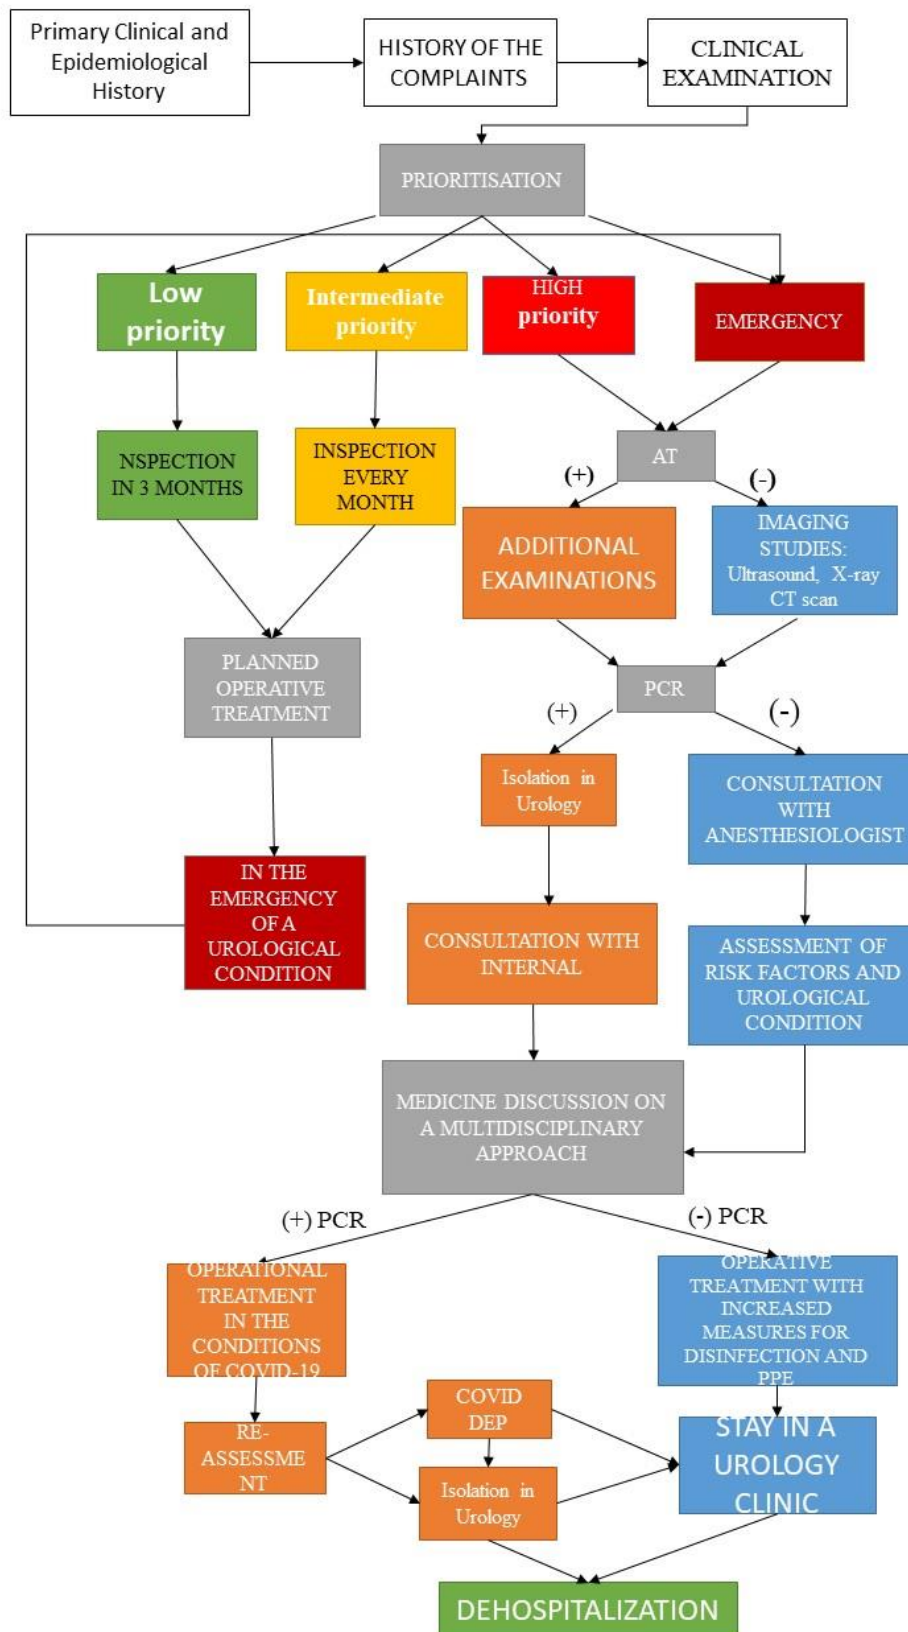 Primary Clinical and
Epidemiological
History
HISTORY OF THE
COMPLAINTS
CLINICAL
EXAMINATION
PRIORITISATION
Low
priority
Intermediate
priority
HIGH
priority
EMERGENCY
NSPECTION
IN 3 MONTHS
INSPECTION
EVERY
MONTH
AT
(+)
(-)
ADDITIONAL
EXAMINATIONS
IMAGING
STUDIES:
Ultrasound, X-ray
CT scan
PLANNED
OPERATIVE
TREATMENT
PCR
(+)
(-)
Isolation in
Urology
CONSULTATION
WITH
ANESTHESIOLOGIST
IN THE
EMERGENCY
OF A
UROLOGICAL
CONDITION
CONSULTATION WITH
INTERNAL
ASSESSMENT OF
RISK FACTORS AND
UROLOGICAL
CONDITION
MEDICINE DISCUSSION ON
A MULTIDISCIPLINARY
APPROACH
(+) PCR
(-) PCR
OPERATIONAL
TREATMENT
IN THE
CONDITIONS
OF COVID-19
OPERATIVE
TREATMENT WITH
INCREASED
MEASURES FOR
DISINFECTION AND
PPE
RE-
ASSESSME
NT
COVID
DEP
Isolation in
Urology
STAY IN A
UROLOGY
CLINIC
DEHOSPITALIZATION